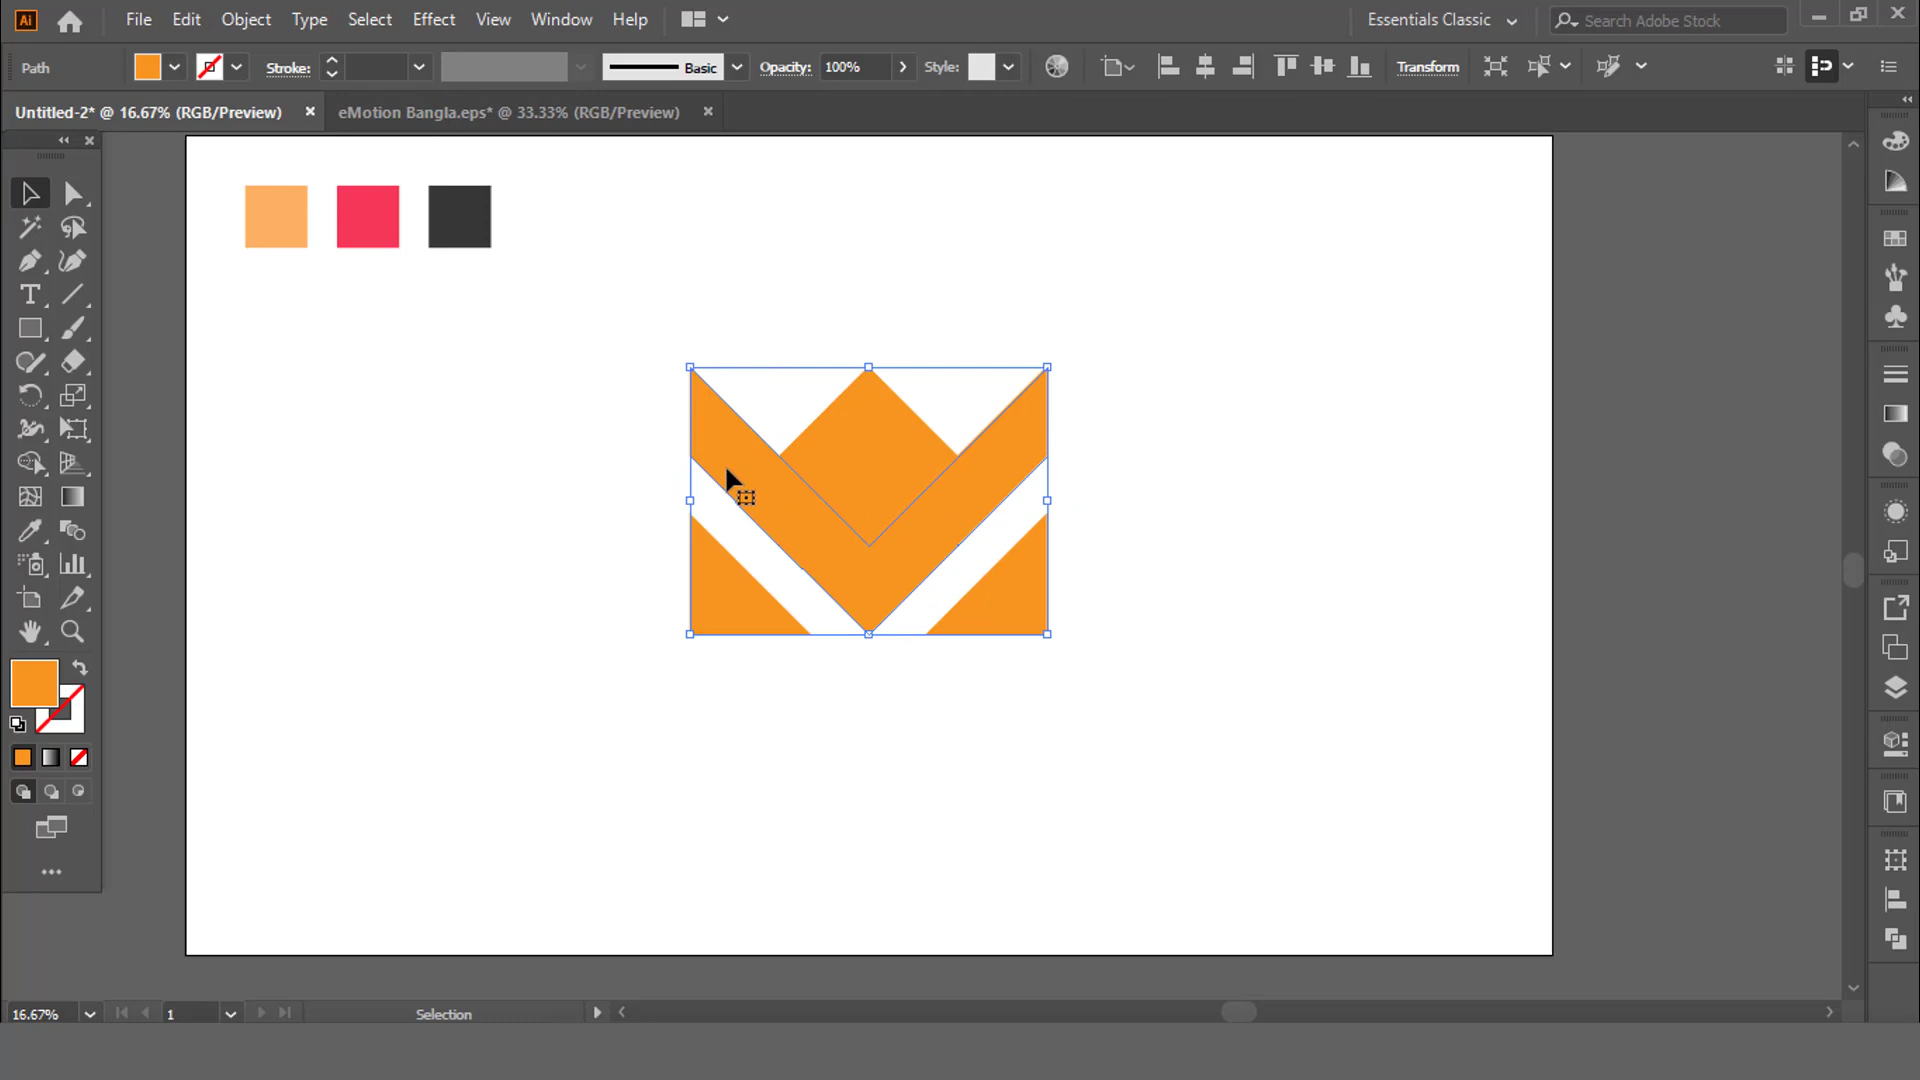 Ai File Edit Object Type Select Effect View Window Help Essentials Classic Search Adobe Stock
Path Stroke: Basic Opacity: 100% Style: Transform
Untitled-2* @ 16.67% (RGB/Preview) eMotion Bangla.eps* @ 33.33% (RGB/Preview)
16.67% 1 Selection